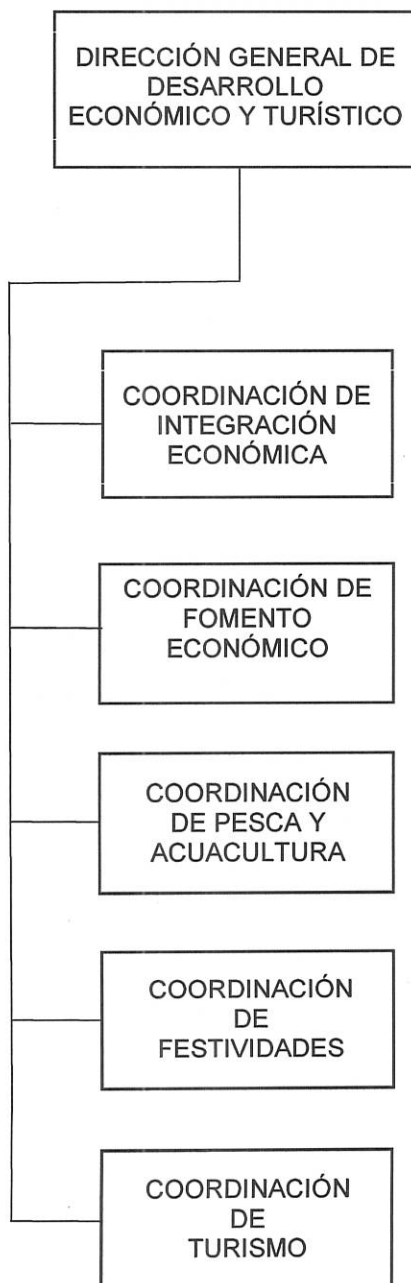 DIRECCIÓN GENERAL DE
DESARROLLO
ECONÓMICO Y TURÍSTICO
COORDINACIÓN DE
INTEGRACIÓN
ECONÓMICA
COORDINACIÓN DE
FOMENTO
ECONÓMICO
COORDINACIÓN
DE PESCA Y
ACUACULTURA
COORDINACIÓN
DE
FESTIVIDADES
COORDINACIÓN
DE
TURISMO